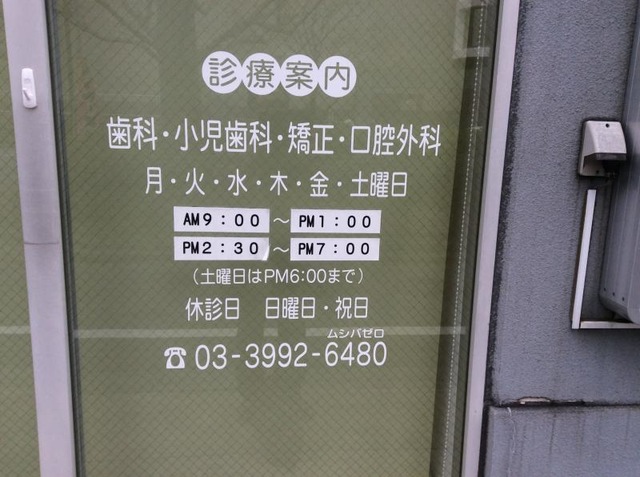 診療案内
歯科・小児歯科・矯正・口腔外科
月・火・水・木・金・土曜日
AM9:00～PM1:00
PM2:30～PM7:00
(土曜日はPM6:00まで)
休診日 日曜日・祝日
ムシバゼロ
☎03-3992-6480